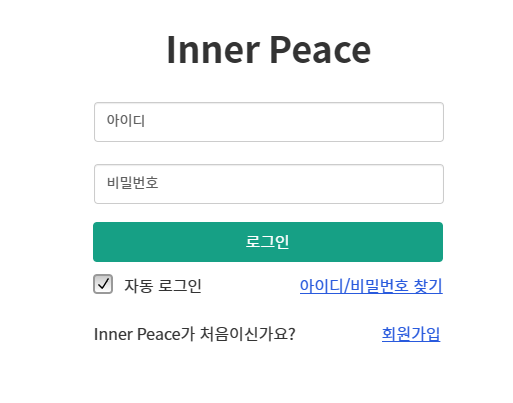 Inner Peace
아이디
비밀번호
로그인
자동 로그인 아이디/비밀번호 찾기
Inner Peace가 처음이신가요? 회원가입